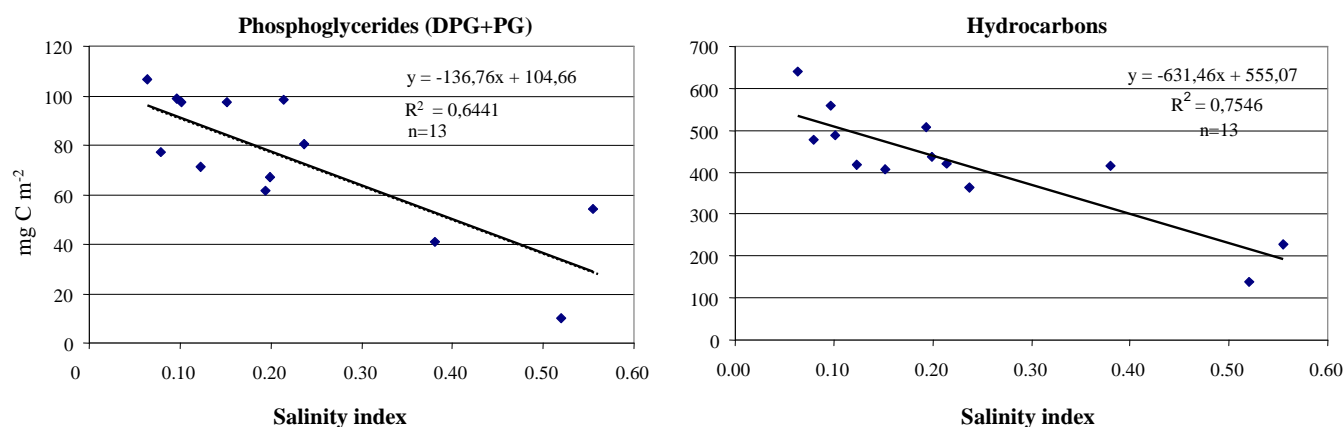 Phosphoglycerides (DPG+PG)
120
100
80
60
40
20
0
mg C m⁻²
y = -136,76x + 104,66
R² = 0,6441
n=13
0 0.10 0.20 0.30 0.40 0.50 0.60
Salinity index
Hydrocarbons
700
600
500
400
300
200
100
0
y = -631,46x + 555,07
R² = 0,7546
n=13
0.00 0.10 0.20 0.30 0.40 0.50 0.60
Salinity index